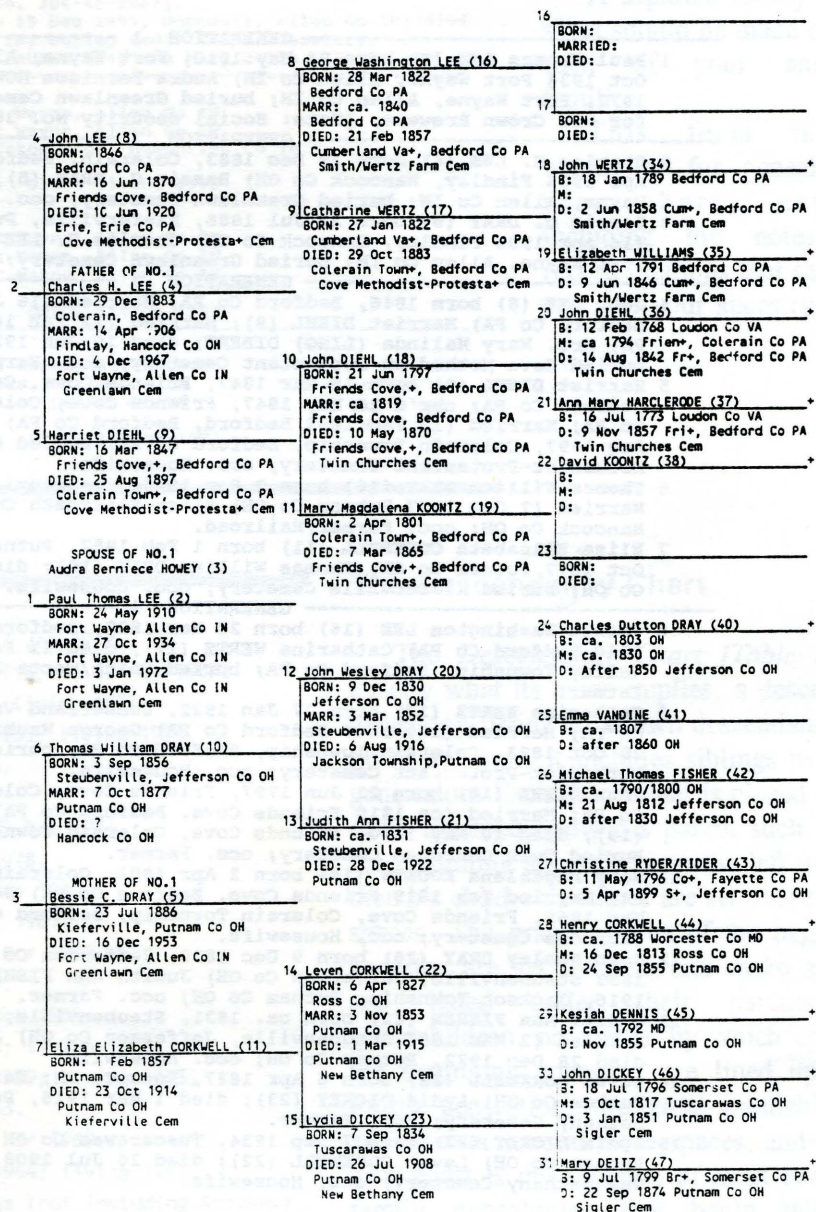 16
BORN:
MARRIED:
DIED:
8 George Washington LEE (16)
BORN: 28 Mar 1822
Bedford Co PA
MARR: ca. 1840
Bedford Co PA
DIED: 21 Feb 1857
Cumberland Va+, Bedford Co PA
Smith/Wertz Farm Cem
17
BORN:
DIED:
4 John LEE (8)
BORN: 1846
Bedford Co PA
MARR: 16 Jun 1870
Friends Cove, Bedford Co PA
DIED: 1C Jun 1920
Erie, Erie Co PA
Cove Methodist-Protesta+ Cem
18 John WERTZ (34) +
B: 18 Jan 1789 Bedford Co PA
M:
D: 2 Jun 1858 Cum+, Bedford Co PA
Smith/Wertz Farm Cem
9 Catharine WERTZ (17)
BORN: 27 Jan 1822
Cumberland Va+, Bedford Co PA
DIED: 29 Oct 1883
Colerain Town+, Bedford Co PA
Cove Methodist-Protesta+ Cem
19 Elizabeth WILLIAMS (35) +
B: 12 Apr 1791 Bedford Co PA
D: 9 Jun 1846 Cum+, Bedford Co PA
Smith/Wertz Farm Cem
FATHER OF NO.1
2 Charles H. LEE (4)
BORN: 29 Dec 1883
Colerain, Bedford Co PA
MARR: 14 Apr 1906
Findlay, Hancock Co OH
DIED: 4 Dec 1967
Fort Wayne, Allen Co IN
Greenlawn Cem
20 John DIEHL (36) +
B: 12 Feb 1768 Loudon Co VA
M: ca 1794 Frien+, Colerain Co PA
D: 14 Aug 1842 Fr+, Bedford Co PA
Twin Churches Cem
10 John DIEHL (18)
BORN: 21 Jun 1797
Friends Cove,+, Bedford Co PA
MARR: ca 1819
Friends Cove, Bedford Co PA
DIED: 10 May 1870
Friends Cove,+, Bedford Co PA
Twin Churches Cem
21 Ann Mary HARCLERODE (37) +
B: 16 Jul 1773 Loudon Co VA
D: 9 Nov 1857 Fri+, Bedford Co PA
Twin Churches Cem
5 Harriet DIEHL (9)
BORN: 16 Mar 1847
Friends Cove,+, Bedford Co PA
DIED: 25 Aug 1897
Colerain Town+, Bedford Co PA
Cove Methodist-Protesta+ Cem
22 David KOONTZ (38) +
B:
M:
D:
11 Mary Magdalena KOONTZ (19)
BORN: 2 Apr 1801
Colerain Town+, Bedford Co PA
DIED: 7 Mar 1865
Friends Cove,+, Bedford Co PA
Twin Churches Cem
23
BORN:
DIED:
SPOUSE OF NO.1
Audra Berniece HOWEY (3)
1 Paul Thomas LEE (2)
BORN: 24 May 1910
Fort Wayne, Allen Co IN
MARR: 27 Oct 1934
Fort Wayne, Allen Co IN
DIED: 3 Jan 1972
Fort Wayne, Allen Co IN
Greenlawn Cem
24 Charles Dutton DRAY (40) +
B: ca. 1803 OH
M: ca. 1830 OH
D: After 1850 Jefferson Co OH
12 John Wesley DRAY (20)
BORN: 9 Dec 1830
Jefferson Co OH
MARR: 3 Mar 1852
Steubenville, Jefferson Co OH
DIED: 6 Aug 1916
Jackson Township,Putnam Co OH
25 Emma VANDINE (41)
B: ca. 1807
D: after 1860 OH
6 Thomas William DRAY (10)
BORN: 3 Sep 1856
Steubenville, Jefferson Co OH
MARR: 7 Oct 1877
Putnam Co OH
DIED: ?
Hancock Co OH
26 Michael Thomas FISHER (42) +
B: ca. 1790/1800 OH
M: 21 Aug 1812 Jefferson Co OH
D: after 1830 Jefferson Co OH
13 Judith Ann FISHER (21)
BORN: ca. 1831
Steubenville, Jefferson Co OH
DIED: 28 Dec 1922
Putnam Co OH
27 Christine RYDER/RIDER (43) +
B: 11 May 1796 Co+, Fayette Co PA
D: 5 Apr 1899 S+, Jefferson Co OH
MOTHER OF NO.1
3 Bessie C. DRAY (5)
BORN: 23 Jul 1886
Kieferville, Putnam Co OH
DIED: 16 Dec 1953
Fort Wayne, Allen Co IN
Greenlawn Cem
28 Henry CORKWELL (44) +
B: ca. 1788 Worcester Co MD
M: 16 Dec 1813 Ross Co OH
D: 24 Sep 1855 Putnam Co OH
14 Leven CORKWELL (22)
BORN: 6 Apr 1827
Ross Co OH
MARR: 3 Nov 1853
Putnam Co OH
DIED: 12 Mar 1915
Putnam Co OH
New Bethany Cem
29 Kesiah DENNIS (45) +
B: ca. 1792 MD
D: Nov 1855 Putnam Co OH
7 Eliza Elizabeth CORKWELL (11)
BORN: 1 Feb 1857
Putnam Co OH
DIED: 23 Oct 1914
Putnam Co OH
Kieferville Cem
30 John DICKEY (46) +
B: 18 Jul 1796 Somerset Co PA
M: 5 Oct 1817 Tuscarawas Co OH
D: 3 Jan 1851 Putnam Co OH
Sigler Cem
15 Lydia DICKEY (23)
BORN: 7 Sep 1834
Tuscarawas Co OH
DIED: 26 Jul 1908
Putnam Co OH
New Bethany Cem
31 Mary DEITZ (47) +
B: 9 Jul 1799 Br+, Somerset Co PA
D: 22 Sep 1874 Putnam Co OH
Sigler Cem